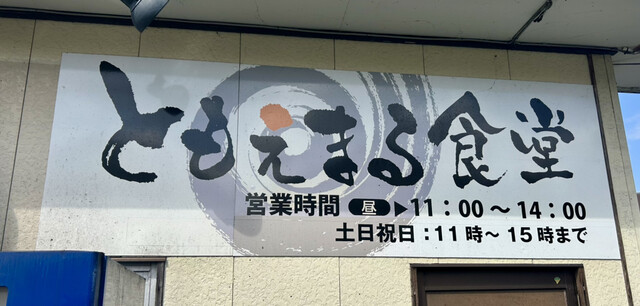 ともえまる食堂
営業時間 昼 ▶11：00～14：00
土日祝日：11時～15時まで